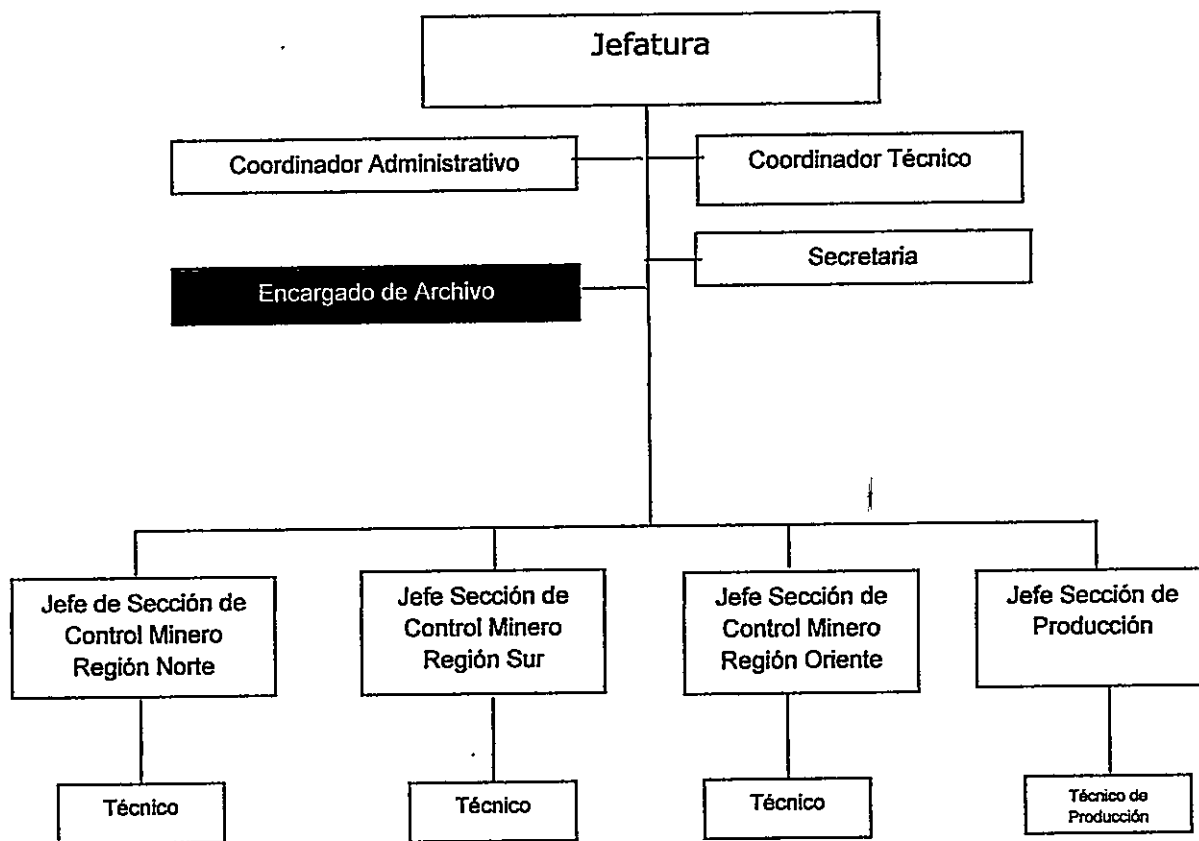 Jefatura
Coordinador Administrativo
Coordinador Técnico
Secretaria
Encargado de Archivo
Jefe de Sección de
Control Minero
Región Norte
Jefe Sección de
Control Minero
Región Sur
Jefe Sección de
Control Minero
Región Oriente
Jefe Sección de
Producción
Técnico
Técnico
Técnico
Técnico de
Producción